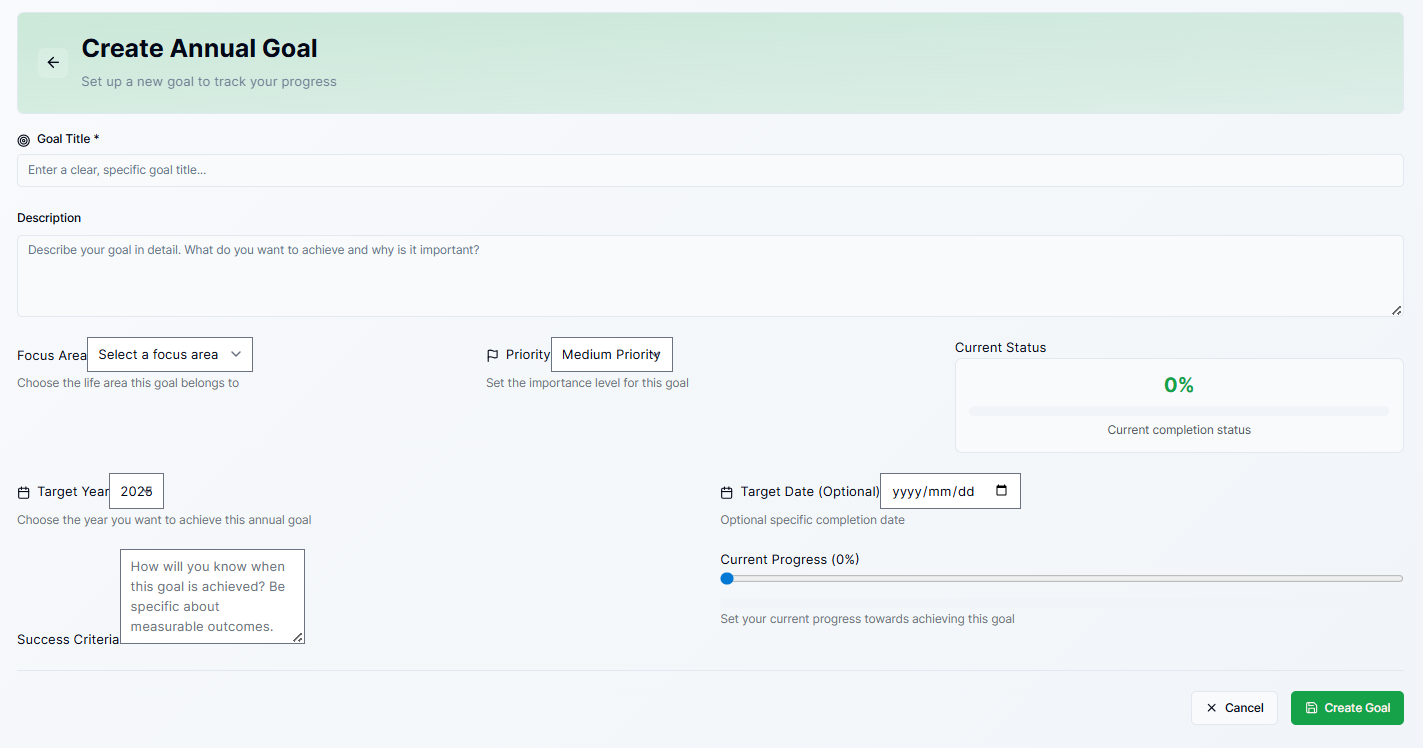 Create Annual Goal
Set up a new goal to track your progress
Goal Title *
Enter a clear, specific goal title...
Description
Describe your goal in detail. What do you want to achieve and why is it important?
Focus Area Select a focus area
Choose the life area this goal belongs to
Priority Medium Priority
Set the importance level for this goal
Current Status
0%
Current completion status
Target Year 2025
Choose the year you want to achieve this annual goal
Target Date (Optional) yyyy/mm/dd
Optional specific completion date
Success Criteria
How will you know when
this goal is achieved? Be
specific about
measurable outcomes.
Current Progress (0%)
Set your current progress towards achieving this goal
Cancel
Create Goal